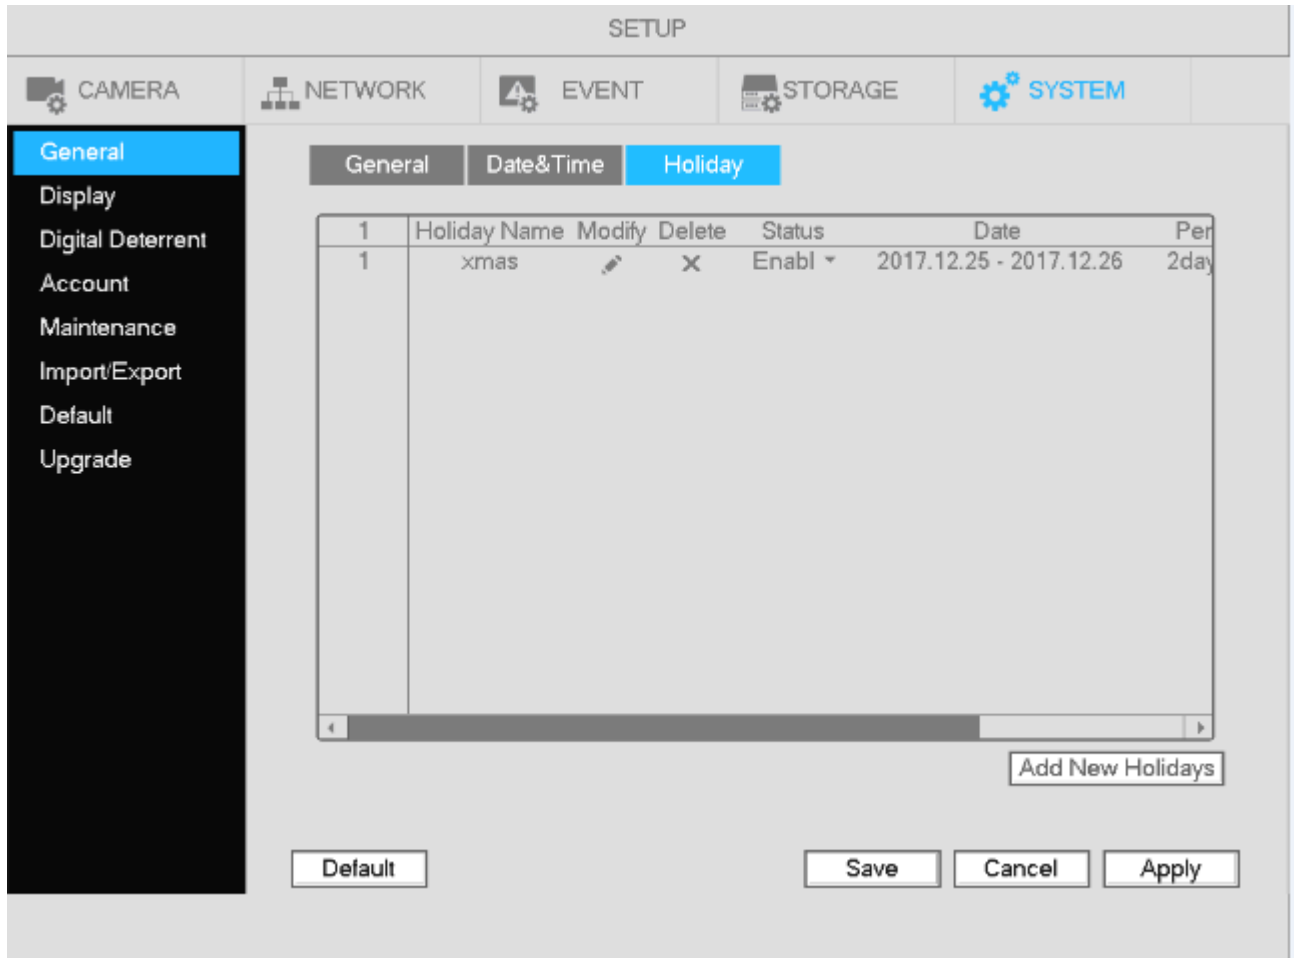 SETUP
CAMERA NETWORK EVENT STORAGE SYSTEM
General
Display
Digital Deterrent
Account
Maintenance
Import/Export
Default
Upgrade
General Date&Time Holiday
1 Holiday Name Modify Delete Status Date Per
1 xmas Enabl 2017.12.25 - 2017.12.26 2day
Add New Holidays
Default Save Cancel Apply